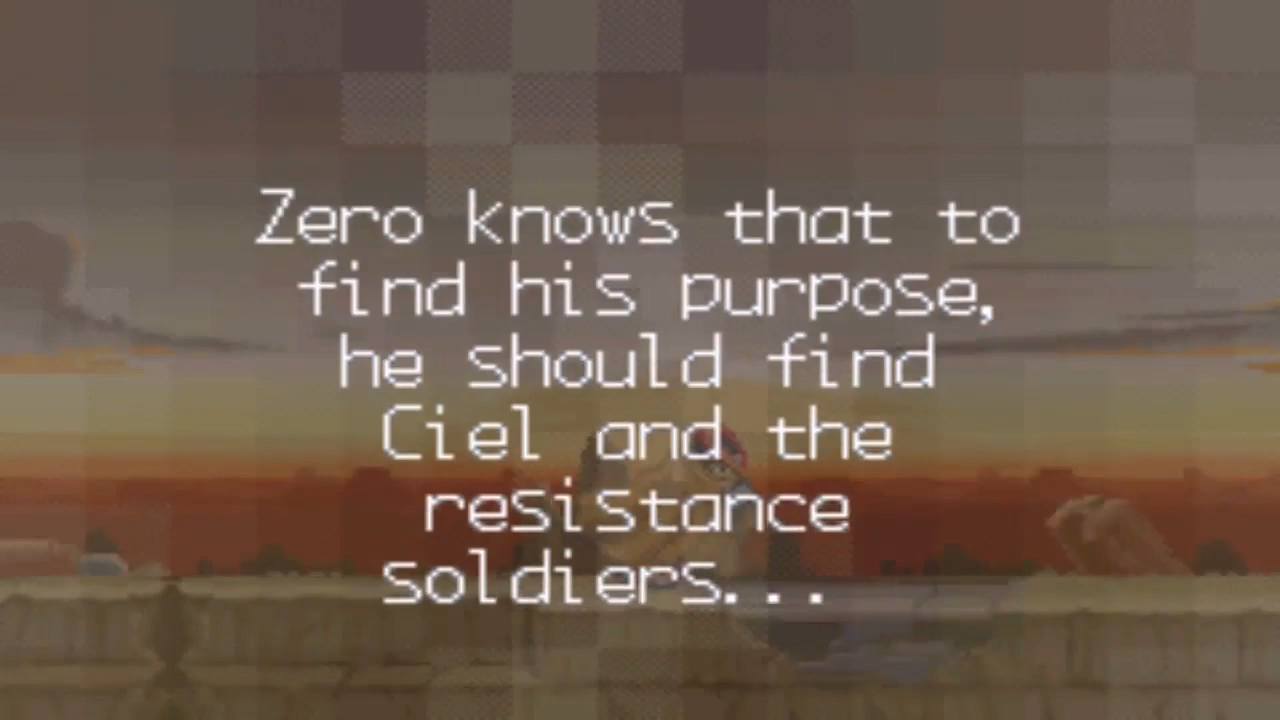 Zero knows that to
find his purpose,
he should find
Ciel and the
resistance
soldiers...